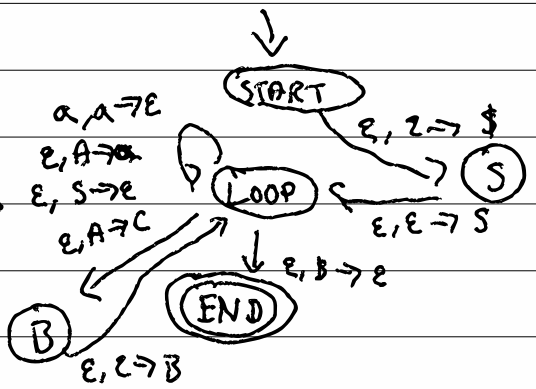 START
a, a→ε
ε, ε→$
ε, A→a
S
ε, S→ε
LOOP
ε, ε→S
ε, A→C
ε, B→ε
END
B
ε, ε→B